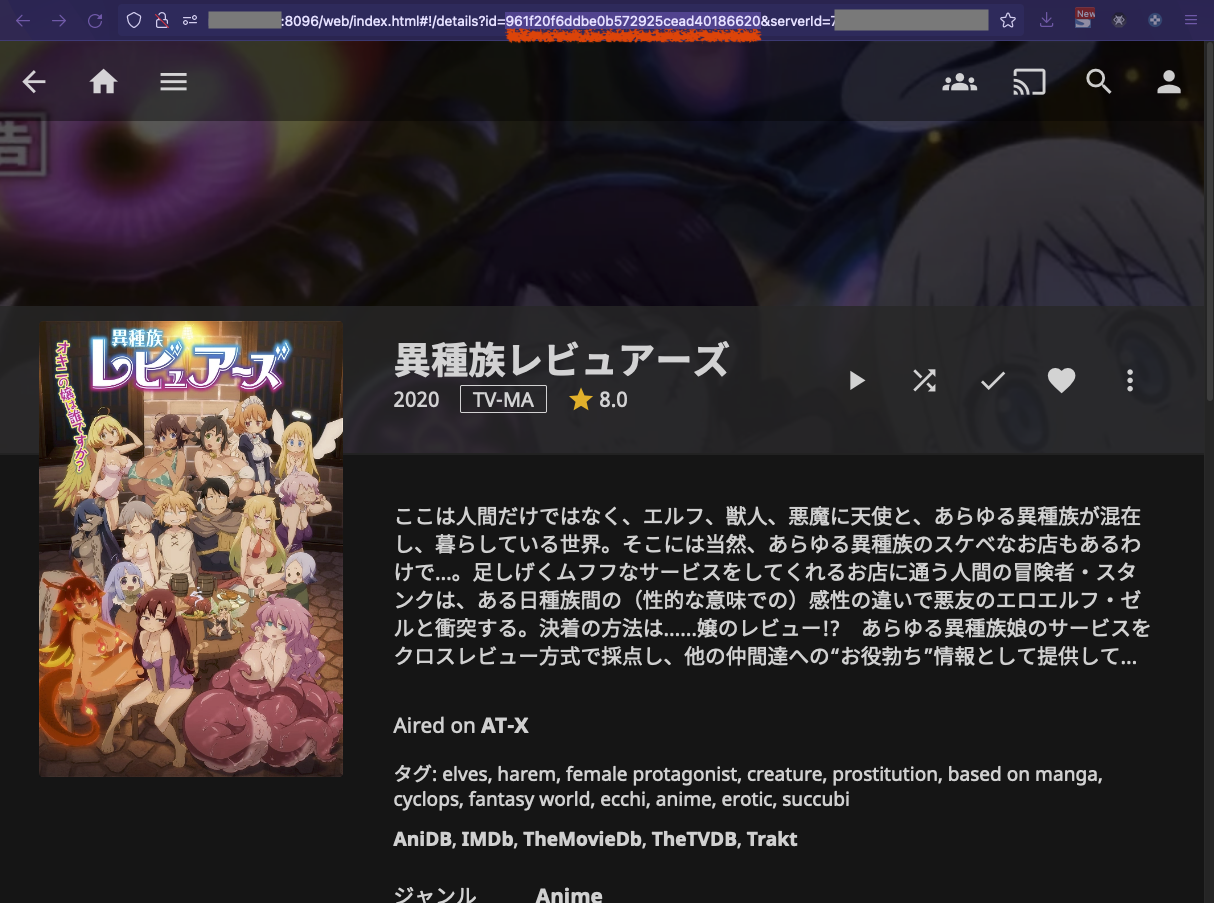 :8096/web/index.html#!/details?id=961f20f6ddbe0b572925cead40186620&serverId=7
New
告
異種族レビュアーズ
2020 TV-MA 8.0
異種族
レビュアーズ
オキニの嬢は誰ですか?
ここは人間だけではなく、エルフ、獣人、悪魔に天使と、あらゆる異種族が混在
し、暮らしている世界。そこには当然、あらゆる異種族のスケベなお店もあるわ
けで…。足しげくムフフなサービスをしてくれるお店に通う人間の冒険者・スタ
ンクは、ある日種族間の（性的な意味での）感性の違いで悪友のエロエルフ・ゼ
ルと衝突する。決着の方法は……嬢のレビュー!?　あらゆる異種族娘のサービスを
クロスレビュー方式で採点し、他の仲間達への“お役勃ち”情報として提供して...
Aired on AT-X
タグ: elves, harem, female protagonist, creature, prostitution, based on manga,
cyclops, fantasy world, ecchi, anime, erotic, succubi
AniDB, IMDb, TheMovieDb, TheTVDB, Trakt
ジャンル Anime